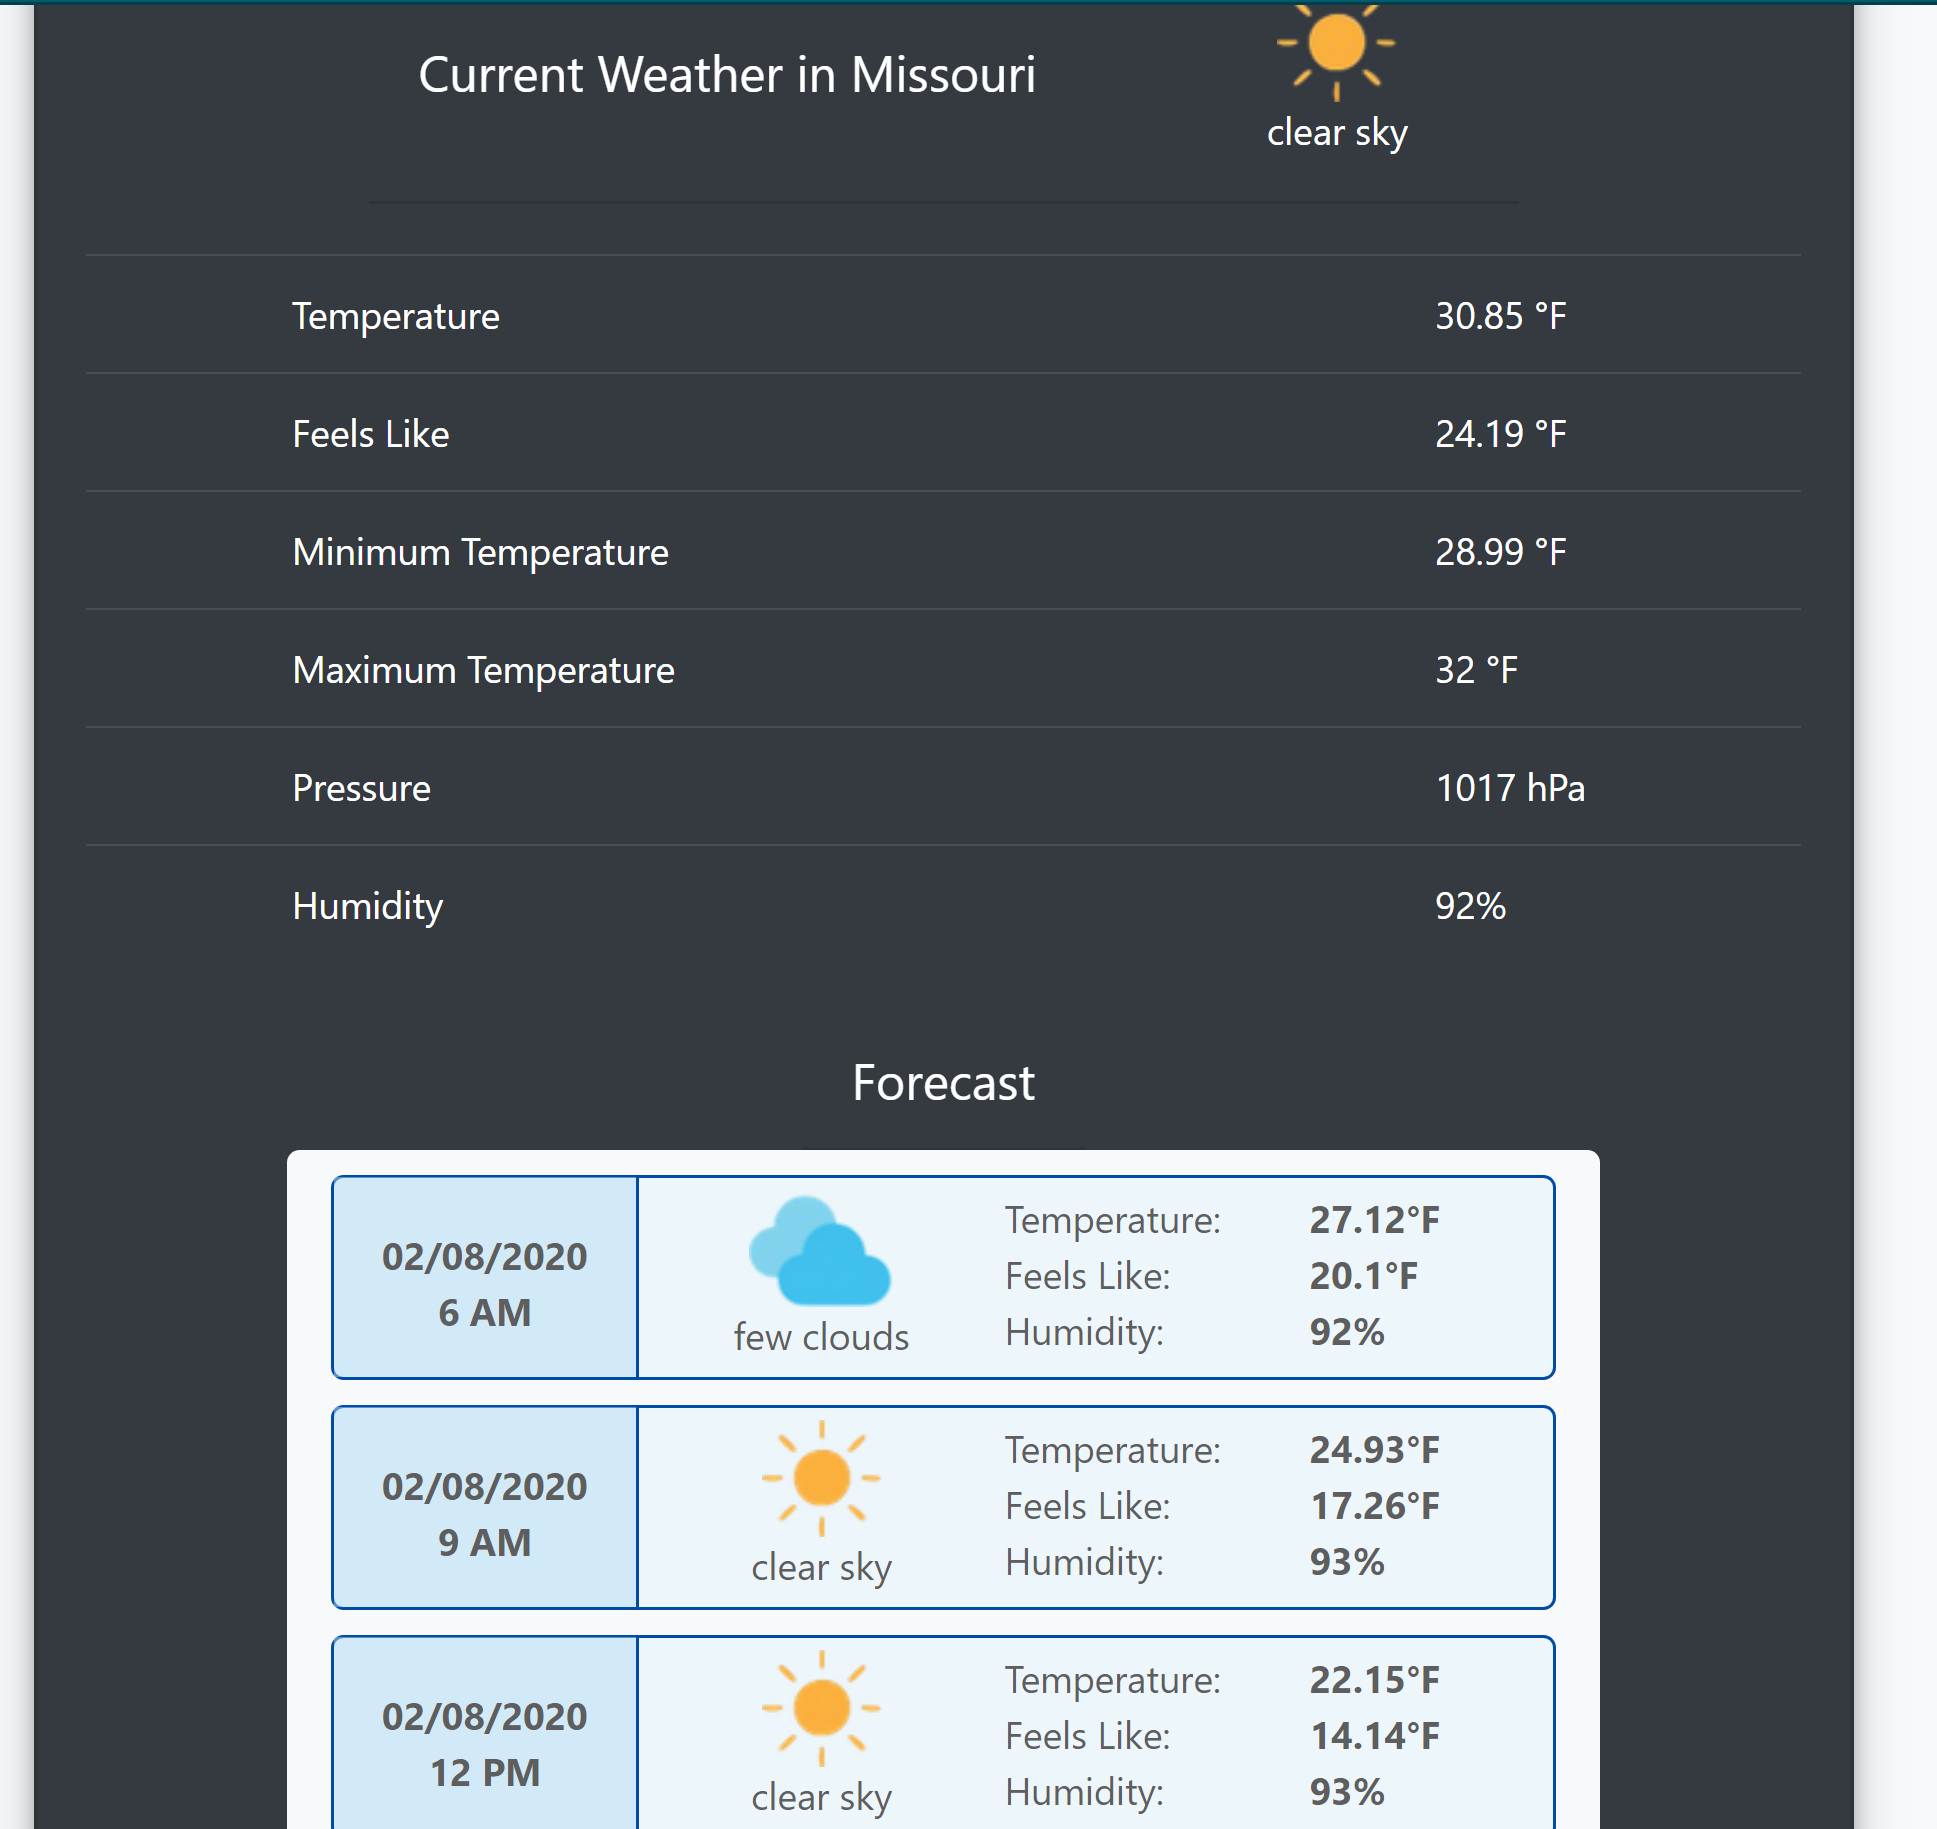 Current Weather in Missouri
clear sky
Temperature 30.85 °F
Feels Like 24.19 °F
Minimum Temperature 28.99 °F
Maximum Temperature 32 °F
Pressure 1017 hPa
Humidity 92%
Forecast
02/08/2020
6 AM
few clouds
Temperature: 27.12°F
Feels Like: 20.1°F
Humidity: 92%
02/08/2020
9 AM
clear sky
Temperature: 24.93°F
Feels Like: 17.26°F
Humidity: 93%
02/08/2020
12 PM
clear sky
Temperature: 22.15°F
Feels Like: 14.14°F
Humidity: 93%